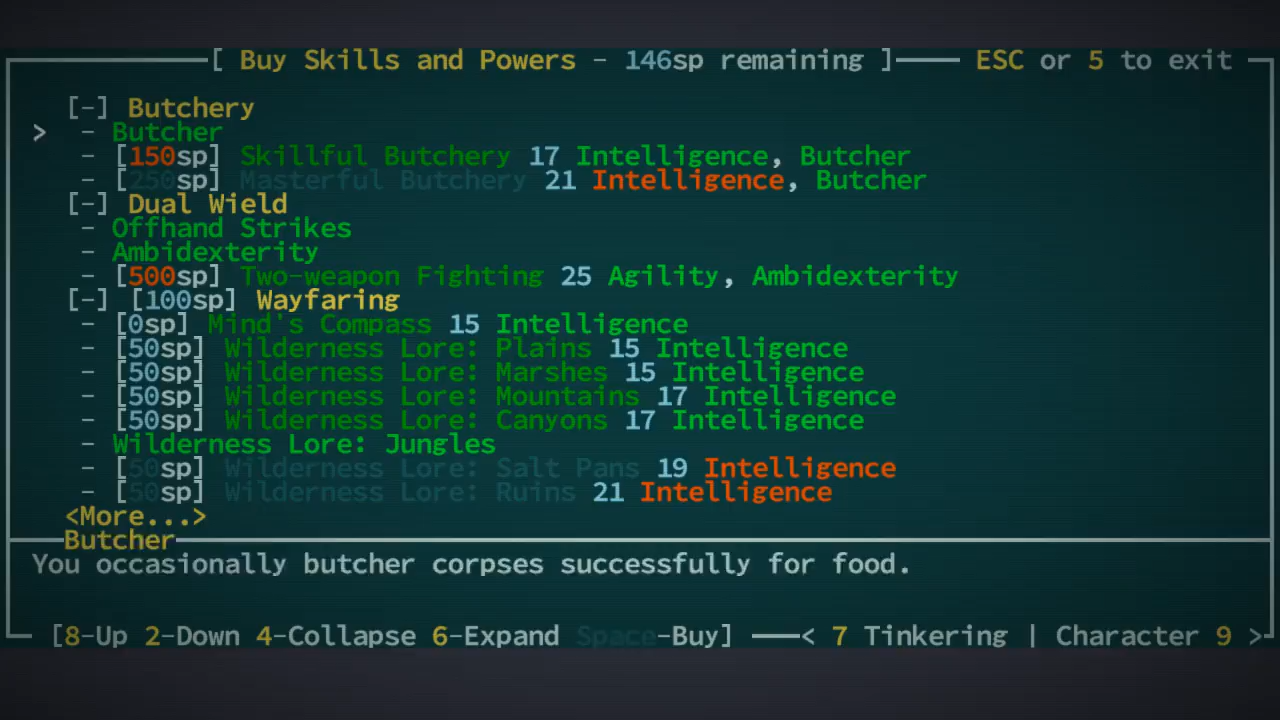 [ Buy Skills and Powers - 146sp remaining ] ESC or 5 to exit
[-] Butchery
> - Butcher
- [150sp] Skillful Butchery 17 Intelligence, Butcher
- [250sp] Masterful Butchery 21 Intelligence, Butcher
[-] Dual Wield
- Offhand Strikes
- Ambidexterity
- [500sp] Two-weapon Fighting 25 Agility, Ambidexterity
[-] [100sp] Wayfaring
- [0sp] Mind's Compass 15 Intelligence
- [50sp] Wilderness Lore: Plains 15 Intelligence
- [50sp] Wilderness Lore: Marshes 15 Intelligence
- [50sp] Wilderness Lore: Mountains 17 Intelligence
- [50sp] Wilderness Lore: Canyons 17 Intelligence
- Wilderness Lore: Jungles
- [50sp] Wilderness Lore: Salt Pans 19 Intelligence
- [50sp] Wilderness Lore: Ruins 21 Intelligence
<More...>
Butcher
You occasionally butcher corpses successfully for food.
[8-Up 2-Down 4-Collapse 6-Expand Space-Buy] < 7 Tinkering | Character 9 >